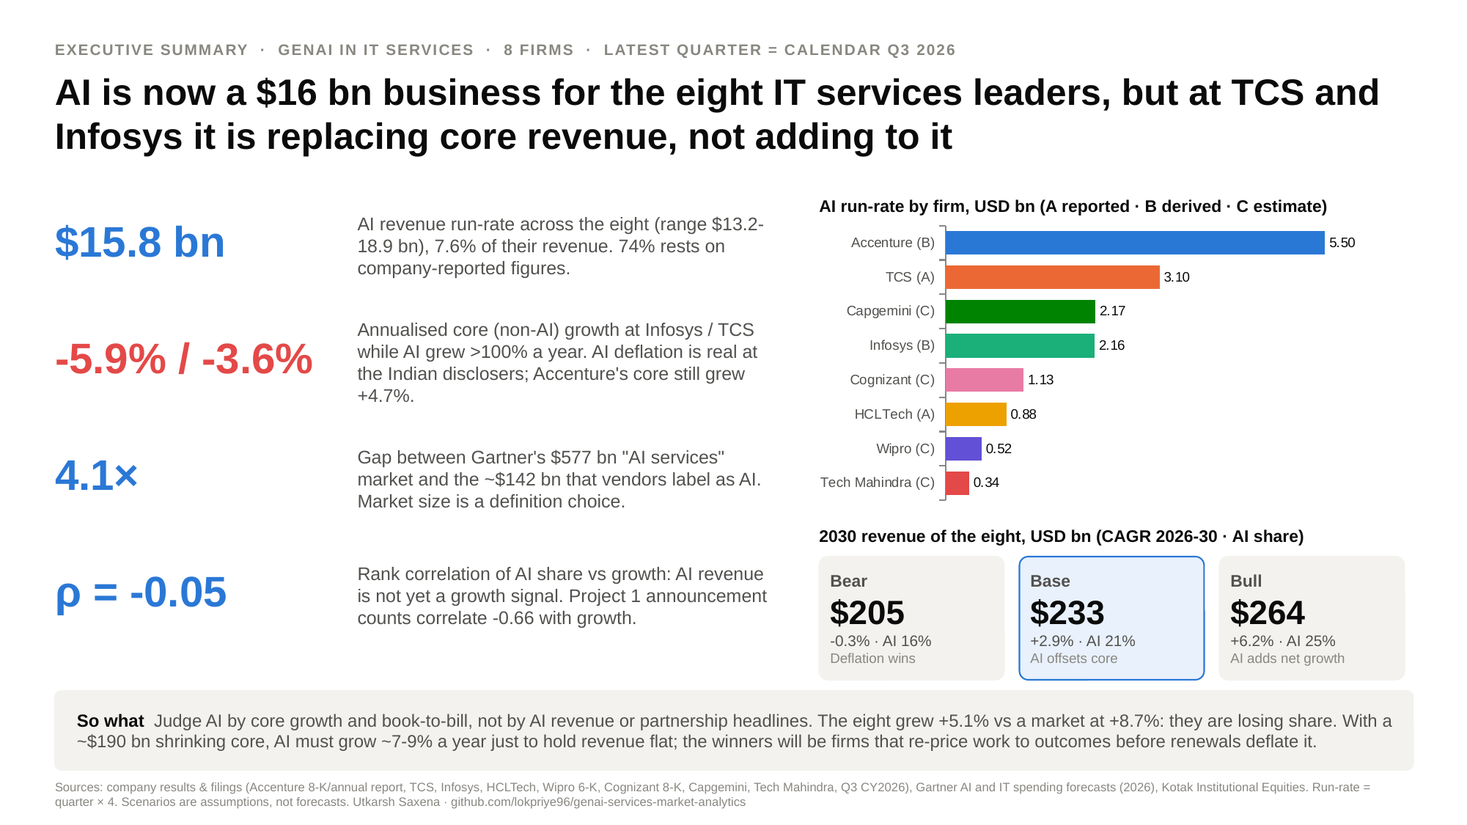 EXECUTIVE SUMMARY · GENAI IN IT SERVICES · 8 FIRMS · LATEST QUARTER = CALENDAR Q3 2026
AI is now a $16 bn business for the eight IT services leaders, but at TCS and
Infosys it is replacing core revenue, not adding to it
$15.8 bn
AI revenue run-rate across the eight (range $13.2-
18.9 bn), 7.6% of their revenue. 74% rests on
company-reported figures.
-5.9% / -3.6%
Annualised core (non-AI) growth at Infosys / TCS
while AI grew >100% a year. AI deflation is real at
the Indian disclosers; Accenture's core still grew
+4.7%.
4.1×
Gap between Gartner's $577 bn "AI services"
market and the ~$142 bn that vendors label as AI.
Market size is a definition choice.
ρ = -0.05
Rank correlation of AI share vs growth: AI revenue
is not yet a growth signal. Project 1 announcement
counts correlate -0.66 with growth.
AI run-rate by firm, USD bn (A reported · B derived · C estimate)
Accenture (B) 5.50
TCS (A) 3.10
Capgemini (C) 2.17
Infosys (B) 2.16
Cognizant (C) 1.13
HCLTech (A) 0.88
Wipro (C) 0.52
Tech Mahindra (C) 0.34
2030 revenue of the eight, USD bn (CAGR 2026-30 · AI share)
Bear
$205
-0.3% · AI 16%
Deflation wins
Base
$233
+2.9% · AI 21%
AI offsets core
Bull
$264
+6.2% · AI 25%
AI adds net growth
So what Judge AI by core growth and book-to-bill, not by AI revenue or partnership headlines. The eight grew +5.1% vs a market at +8.7%: they are losing share. With a
~$190 bn shrinking core, AI must grow ~7-9% a year just to hold revenue flat; the winners will be firms that re-price work to outcomes before renewals deflate it.
Sources: company results & filings (Accenture 8-K/annual report, TCS, Infosys, HCLTech, Wipro 6-K, Cognizant 8-K, Capgemini, Tech Mahindra, Q3 CY2026), Gartner AI and IT spending forecasts (2026), Kotak Institutional Equities. Run-rate =
quarter × 4. Scenarios are assumptions, not forecasts. Utkarsh Saxena · github.com/lokpriye96/genai-services-market-analytics